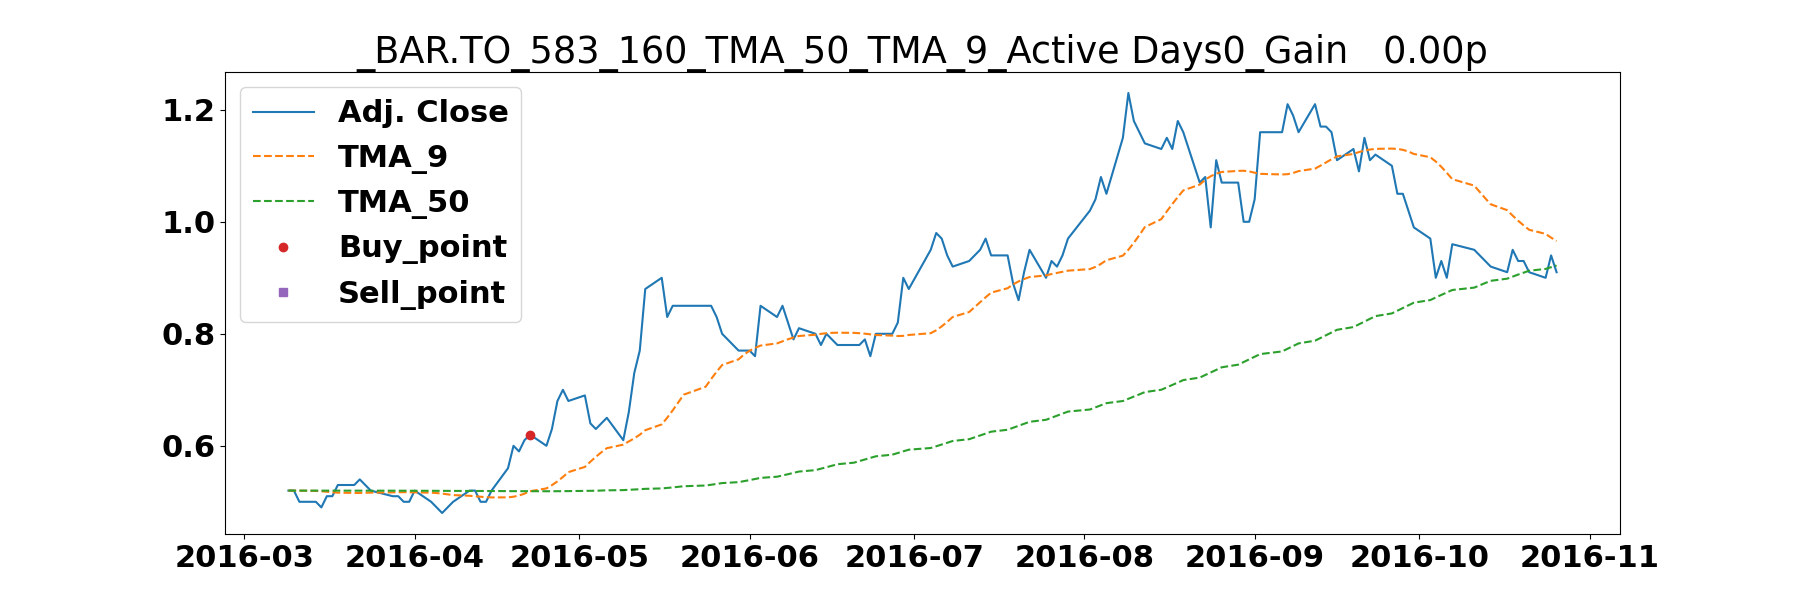 _BAR.TO_583_160_TMA_50_TMA_9_Active Days0_Gain   0.00p
Adj. Close
TMA_9
TMA_50
Buy_point
Sell_point
1.2
1.0
0.8
0.6
2016-03 2016-04 2016-05 2016-06 2016-07 2016-08 2016-09 2016-10 2016-11